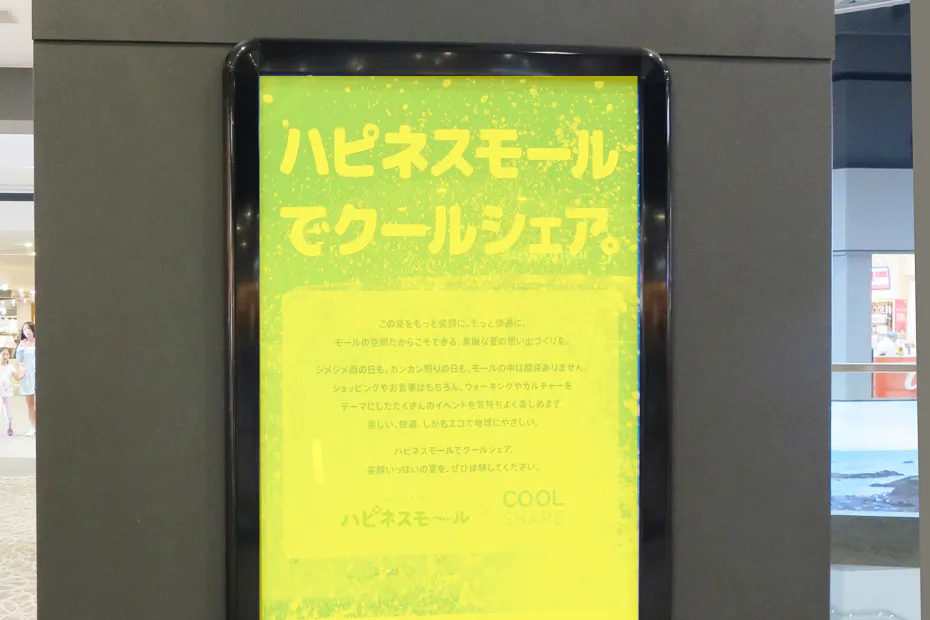 ハピネスモール
でクールシェア。
この夏をもっと笑顔に。もっと快適に。
モールの空間だからこそできる、素敵な夏の思い出づくりを。
ジメジメ雨の日も、カンカン照りの日も、モールの中は関係ありません。
ショッピングやお食事はもちろん、ウォーキングやカルチャーを
テーマにしたたくさんのイベントを気持ちよく楽しめます
楽しい、快適、しかもエコで地球にやさしい。
ハピネスモールでクールシェア
笑顔いっぱいの夏を、ぜひ体験してください。
ハピネスモール
COOL
SHARE